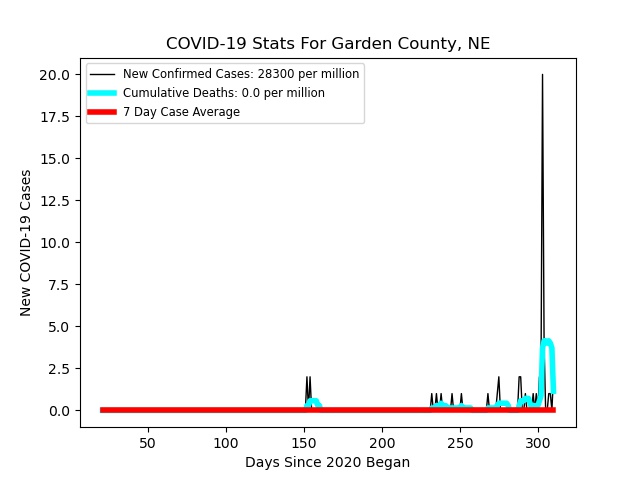 COVID-19 Stats For Garden County, NE
New Confirmed Cases: 28300 per million
Cumulative Deaths: 0.0 per million
7 Day Case Average
New COVID-19 Cases
20.0
17.5
15.0
12.5
10.0
7.5
5.0
2.5
0.0
50 100 150 200 250 300
Days Since 2020 Began